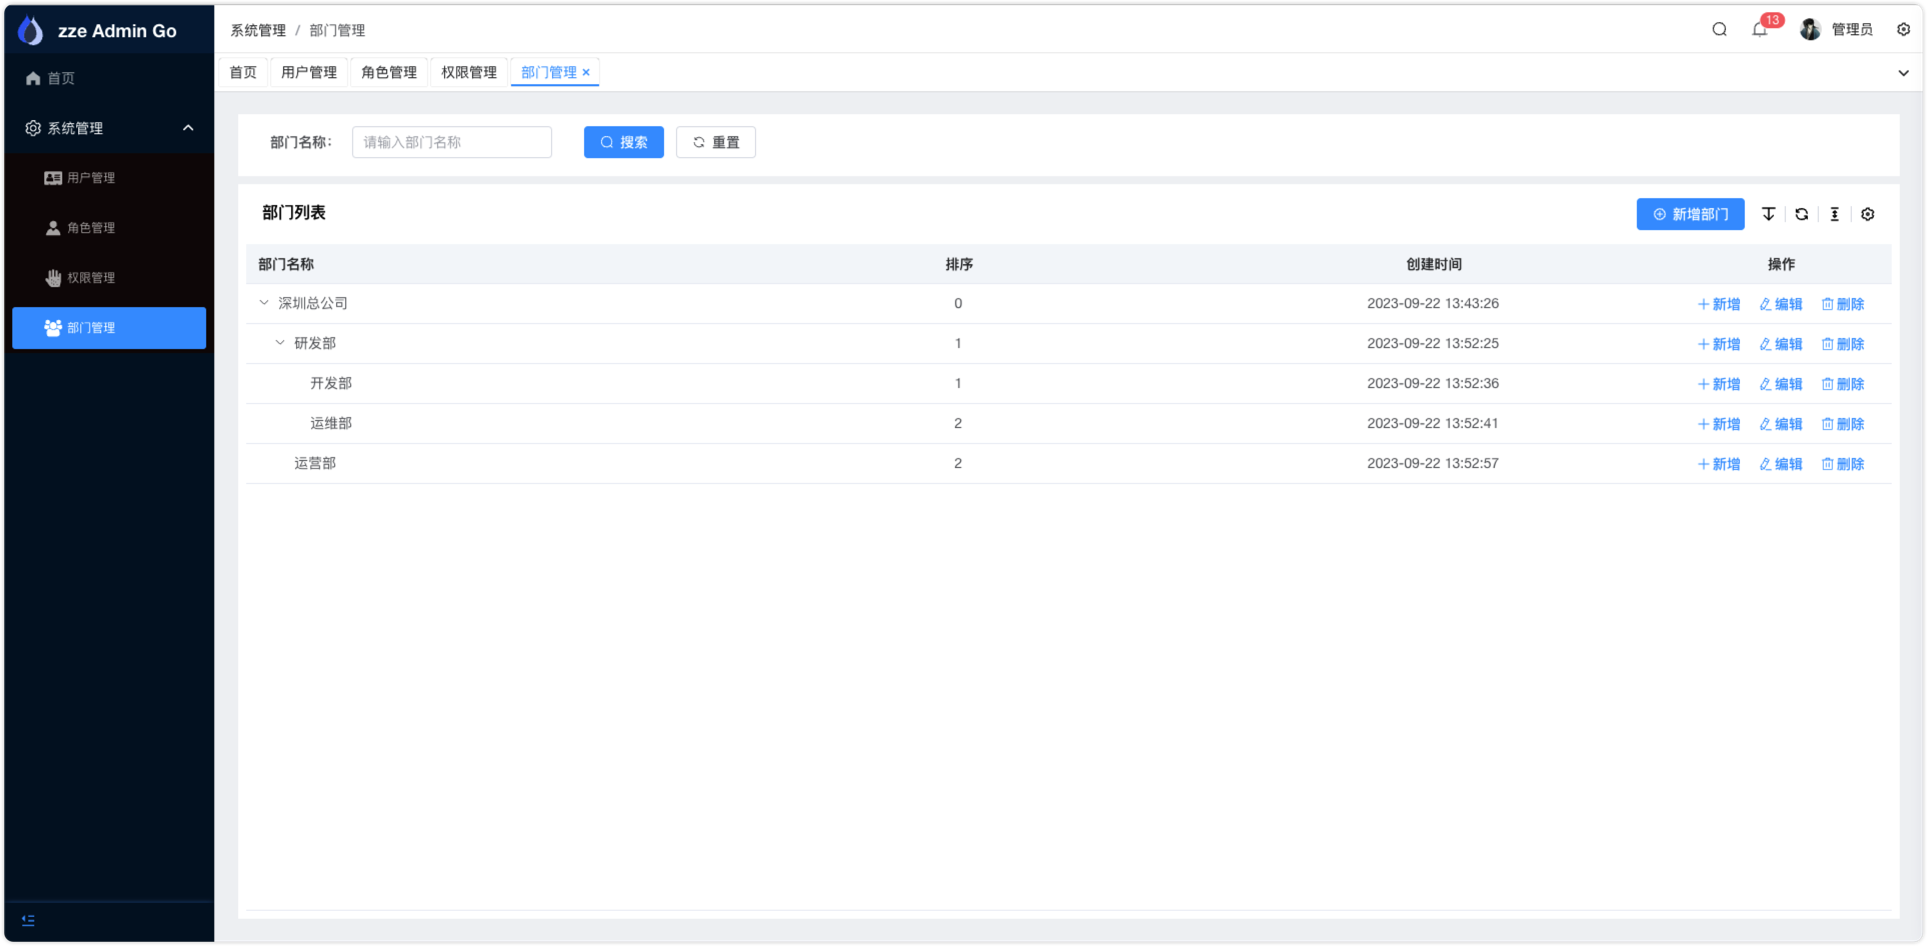 zze Admin Go
首页
系统管理
用户管理
角色管理
权限管理
部门管理
系统管理 / 部门管理
13
管理员
首页 用户管理 角色管理 权限管理 部门管理 ×
部门名称: 请输入部门名称 搜索 重置
部门列表 新增部门
部门名称 排序 创建时间 操作
深圳总公司 0 2023-09-22 13:43:26 新增 编辑 删除
研发部 1 2023-09-22 13:52:25 新增 编辑 删除
开发部 1 2023-09-22 13:52:36 新增 编辑 删除
运维部 2 2023-09-22 13:52:41 新增 编辑 删除
运营部 2 2023-09-22 13:52:57 新增 编辑 删除